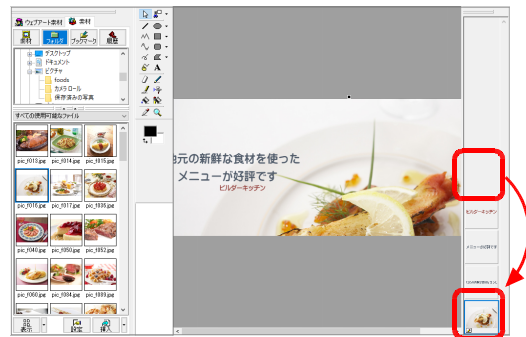 ウェブアート素材 素材
素材 フォルダ ブックマーク 履歴
デスクトップ
ドキュメント
ピクチャ
foods
カメラロール
保存済みの写真
すべての使用可能なファイル
pic_f013.jpg pic_f014.jpg pic_f015.jpg
pic_f016.jpg pic_f017.jpg pic_f036.jpg
pic_f040.jpg pic_f050.jpg pic_f052.jpg
pic_f060.jpg pic_f084.jpg pic_f099.jpg
表示 設定 挿入
元の新鮮な食材を使った
メニューが好評です
ビルダーキッチン
ビルダーキッチン
メニューが好評です